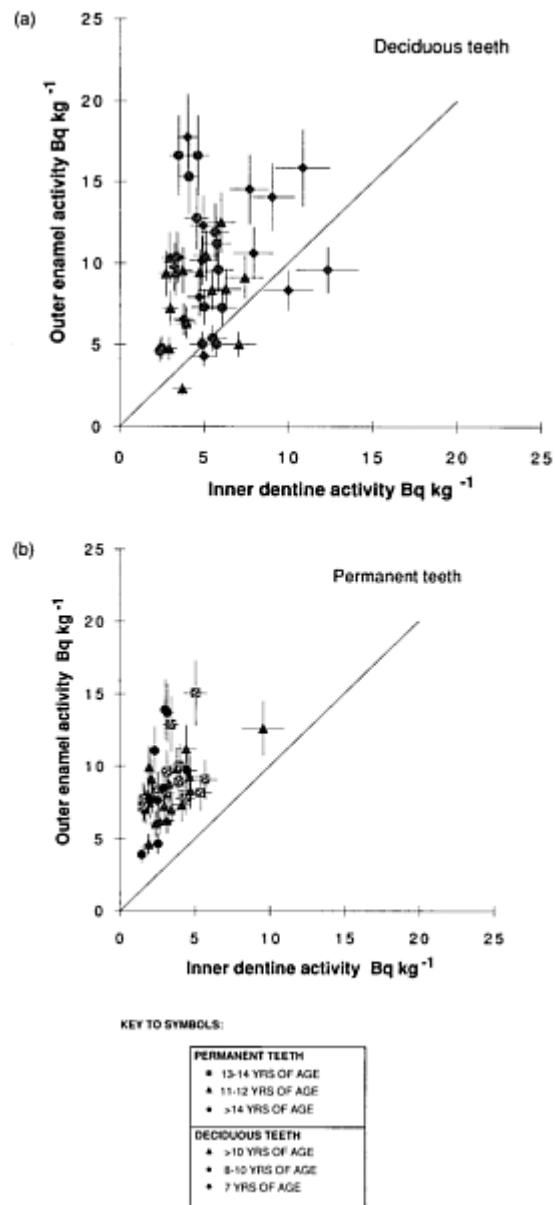 (a)
Deciduous teeth
Outer enamel activity Bq kg -1
25
20
15
10
5
0
0 5 10 15 20 25
Inner dentine activity Bq kg -1
(b)
Permanent teeth
Outer enamel activity Bq kg -1
25
20
15
10
5
0
0 5 10 15 20 25
Inner dentine activity Bq kg -1
KEY TO SYMBOLS:
PERMANENT TEETH
13-14 YRS OF AGE
11-12 YRS OF AGE
>14 YRS OF AGE
DECIDUOUS TEETH
>10 YRS OF AGE
8-10 YRS OF AGE
7 YRS OF AGE